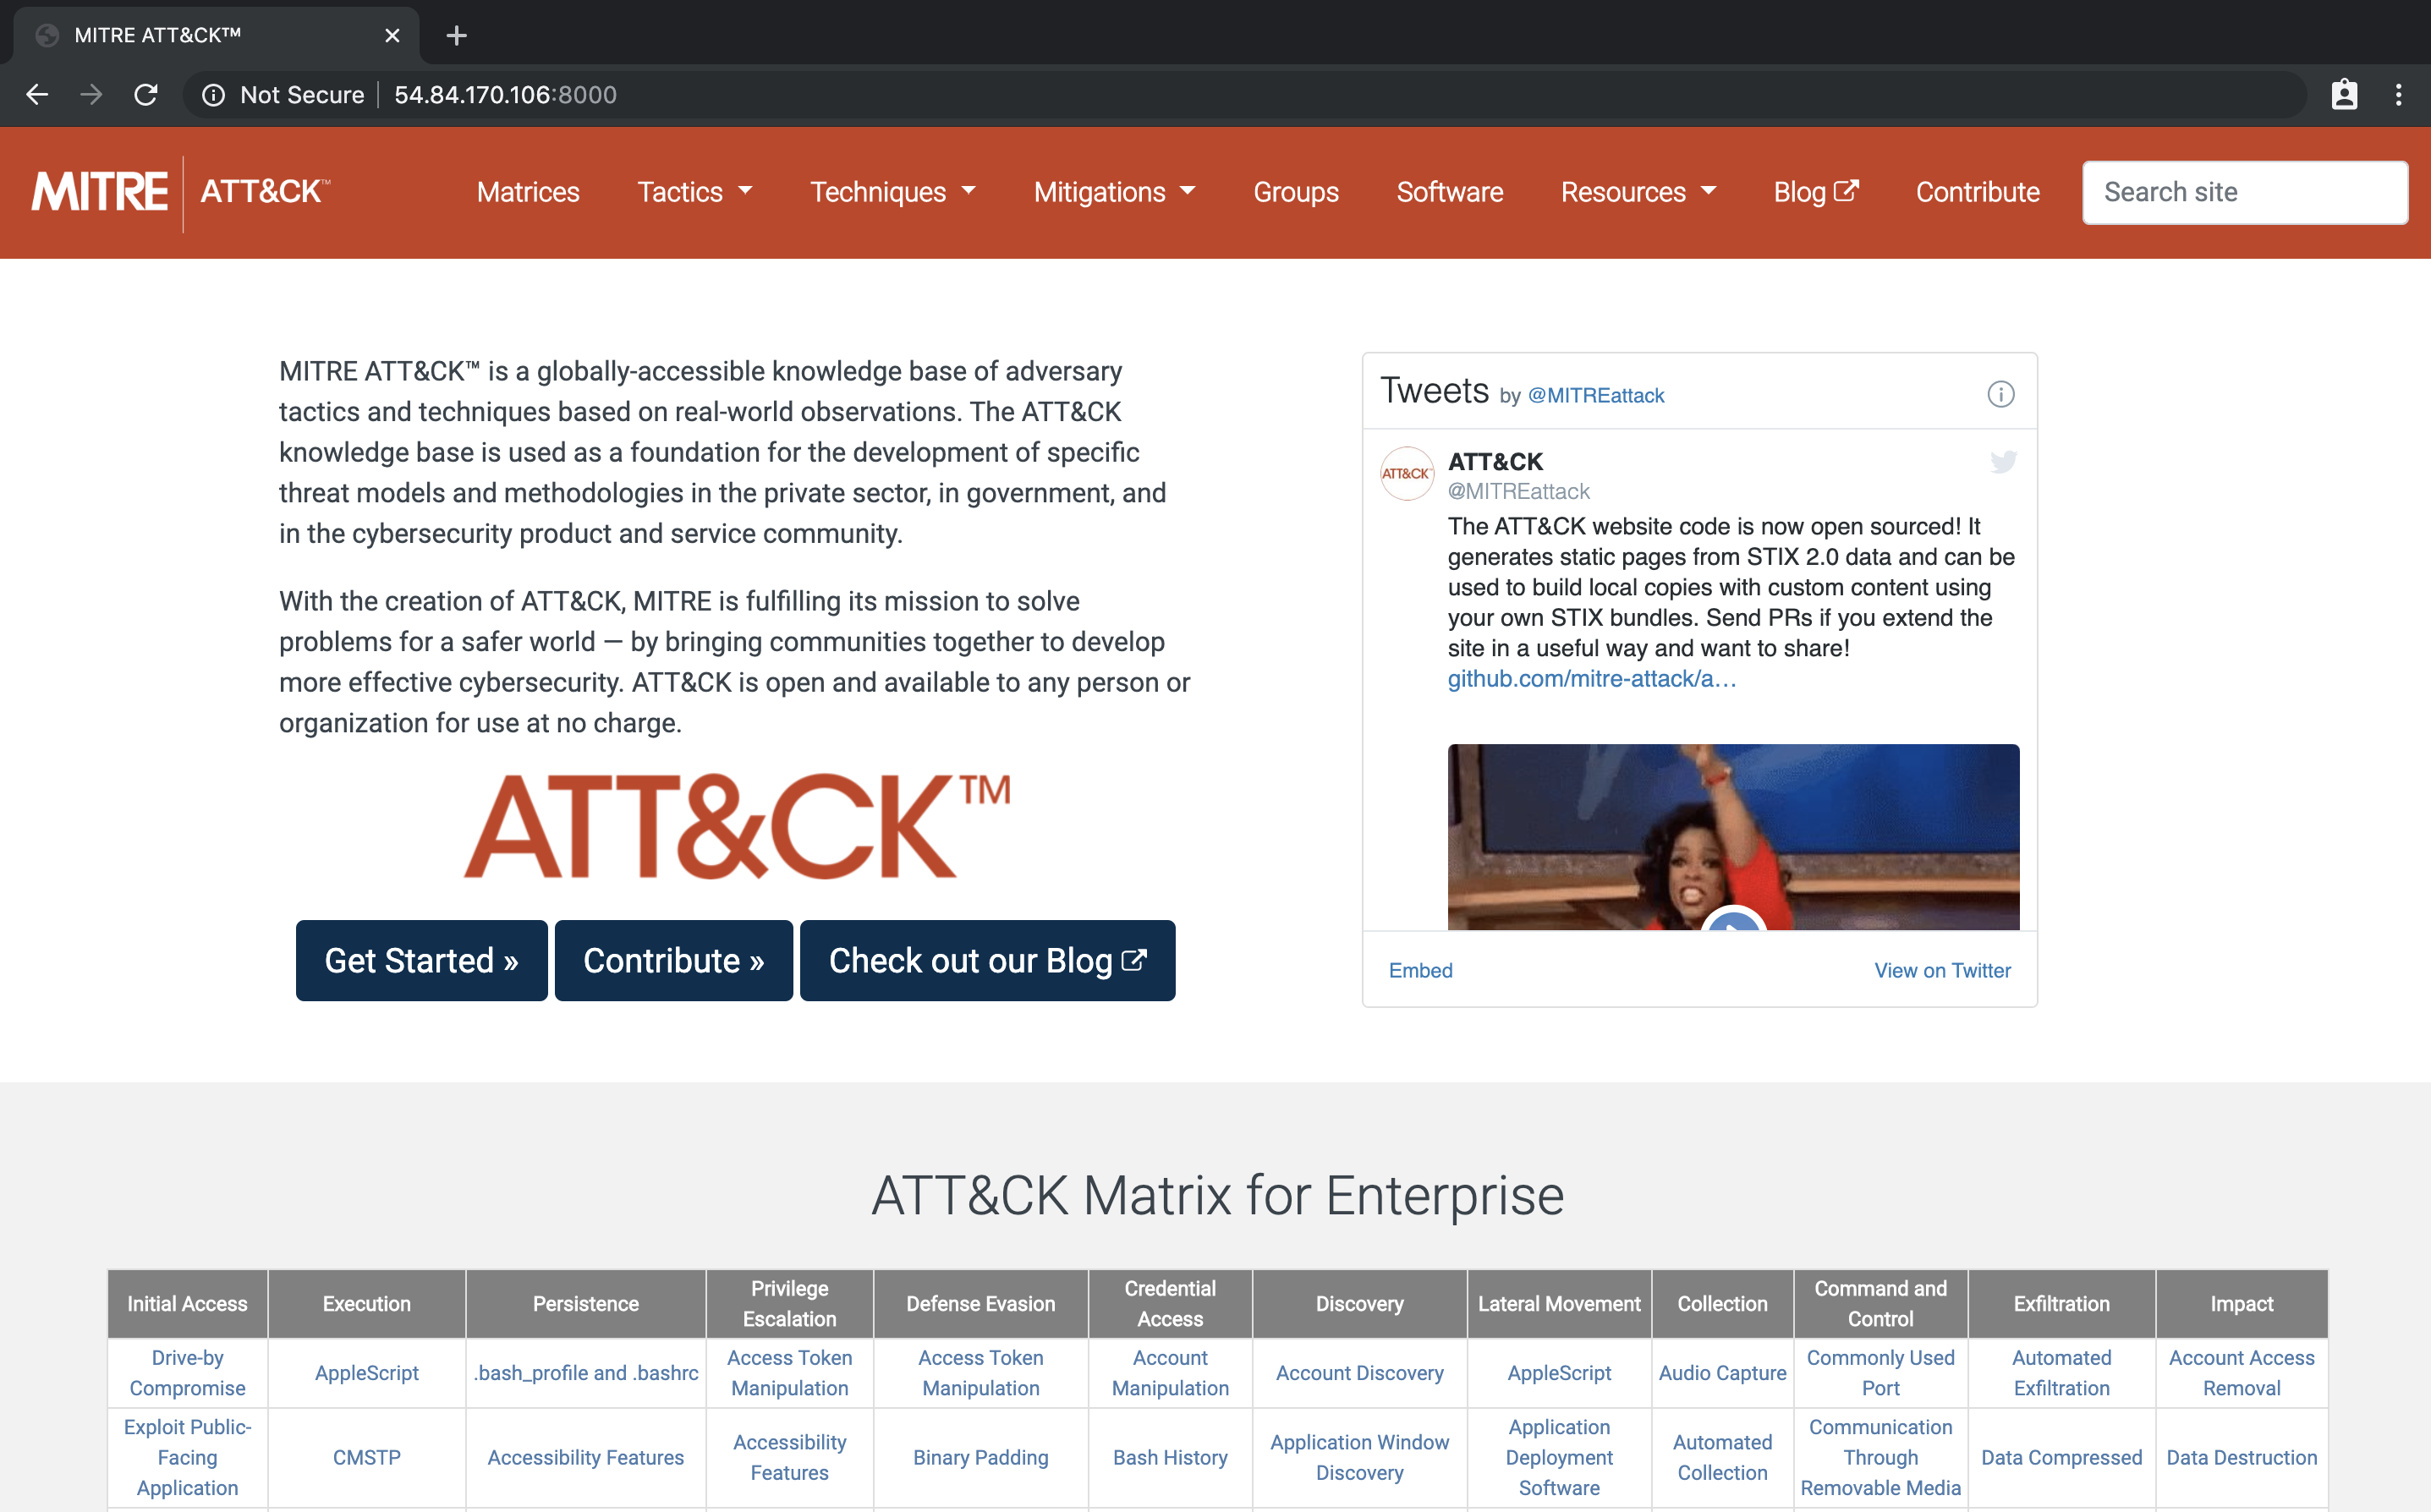 MITRE ATT&CK™
Not Secure
54.84.170.106:8000
MITRE
ATT&CK™
Matrices
Tactics
Techniques
Mitigations
Groups
Software
Resources
Blog
Contribute
Search site
MITRE ATT&CK™ is a globally-accessible knowledge base of adversary
tactics and techniques based on real-world observations. The ATT&CK
knowledge base is used as a foundation for the development of specific
threat models and methodologies in the private sector, in government, and
in the cybersecurity product and service community.
With the creation of ATT&CK, MITRE is fulfilling its mission to solve
problems for a safer world — by bringing communities together to develop
more effective cybersecurity. ATT&CK is open and available to any person or
organization for use at no charge.
ATT&CK™
Get Started »
Contribute »
Check out our Blog
Tweets by @MITREattack
ATT&CK™
ATT&CK
@MITREattack
The ATT&CK website code is now open sourced! It
generates static pages from STIX 2.0 data and can be
used to build local copies with custom content using
your own STIX bundles. Send PRs if you extend the
site in a useful way and want to share!
github.com/mitre-attack/a…
Embed
View on Twitter
ATT&CK Matrix for Enterprise
Initial Access
Execution
Persistence
Privilege
Escalation
Defense Evasion
Credential
Access
Discovery
Lateral Movement
Collection
Command and
Control
Exfiltration
Impact
Drive-by
Compromise
AppleScript
.bash_profile and .bashrc
Access Token
Manipulation
Access Token
Manipulation
Account
Manipulation
Account Discovery
AppleScript
Audio Capture
Commonly Used
Port
Automated
Exfiltration
Account Access
Removal
Exploit Public-
Facing
Application
CMSTP
Accessibility Features
Accessibility
Features
Binary Padding
Bash History
Application Window
Discovery
Application
Deployment
Software
Automated
Collection
Communication
Through
Removable Media
Data Compressed
Data Destruction